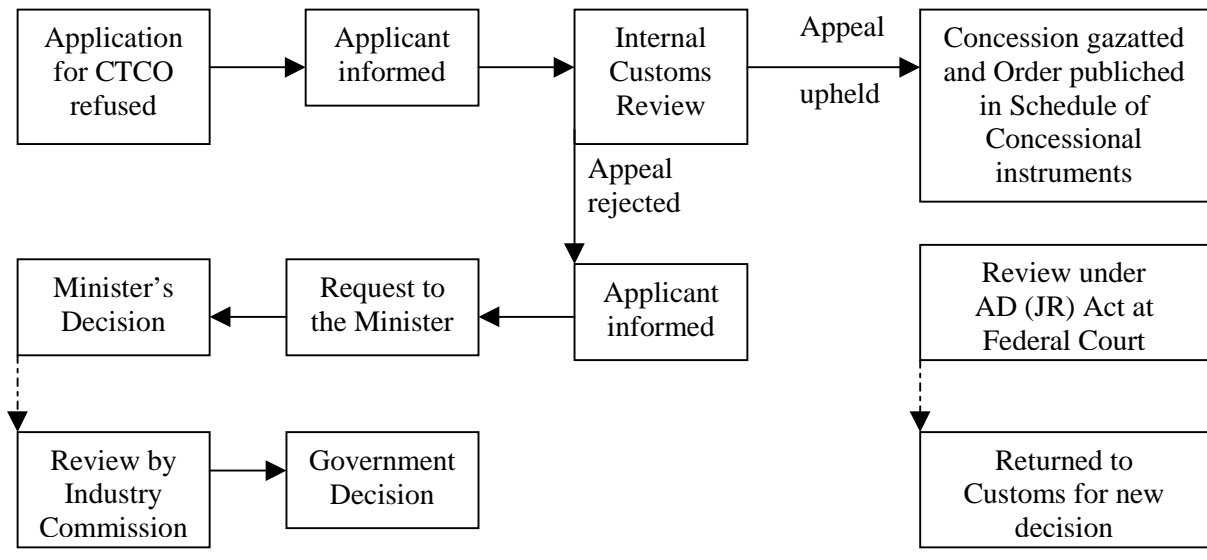 Application
for CTCO
refused
Applicant
informed
Internal
Customs
Review
Appeal
upheld
Concession gazatted
and Order publiched
in Schedule of
Concessional
instruments
Appeal
rejected
Minister's
Decision
Request to
the Minister
Applicant
informed
Review under
AD (JR) Act at
Federal Court
Review by
Industry
Commission
Government
Decision
Returned to
Customs for new
decision